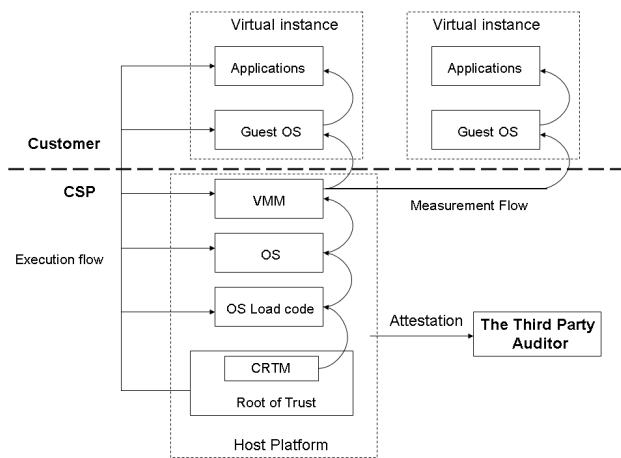 Virtual instance
Virtual instance
Applications
Applications
Guest OS
Guest OS
Customer
CSP
VMM
Measurement Flow
Execution flow
OS
OS Load code
Attestation
The Third Party
Auditor
CRTM
Root of Trust
Host Platform